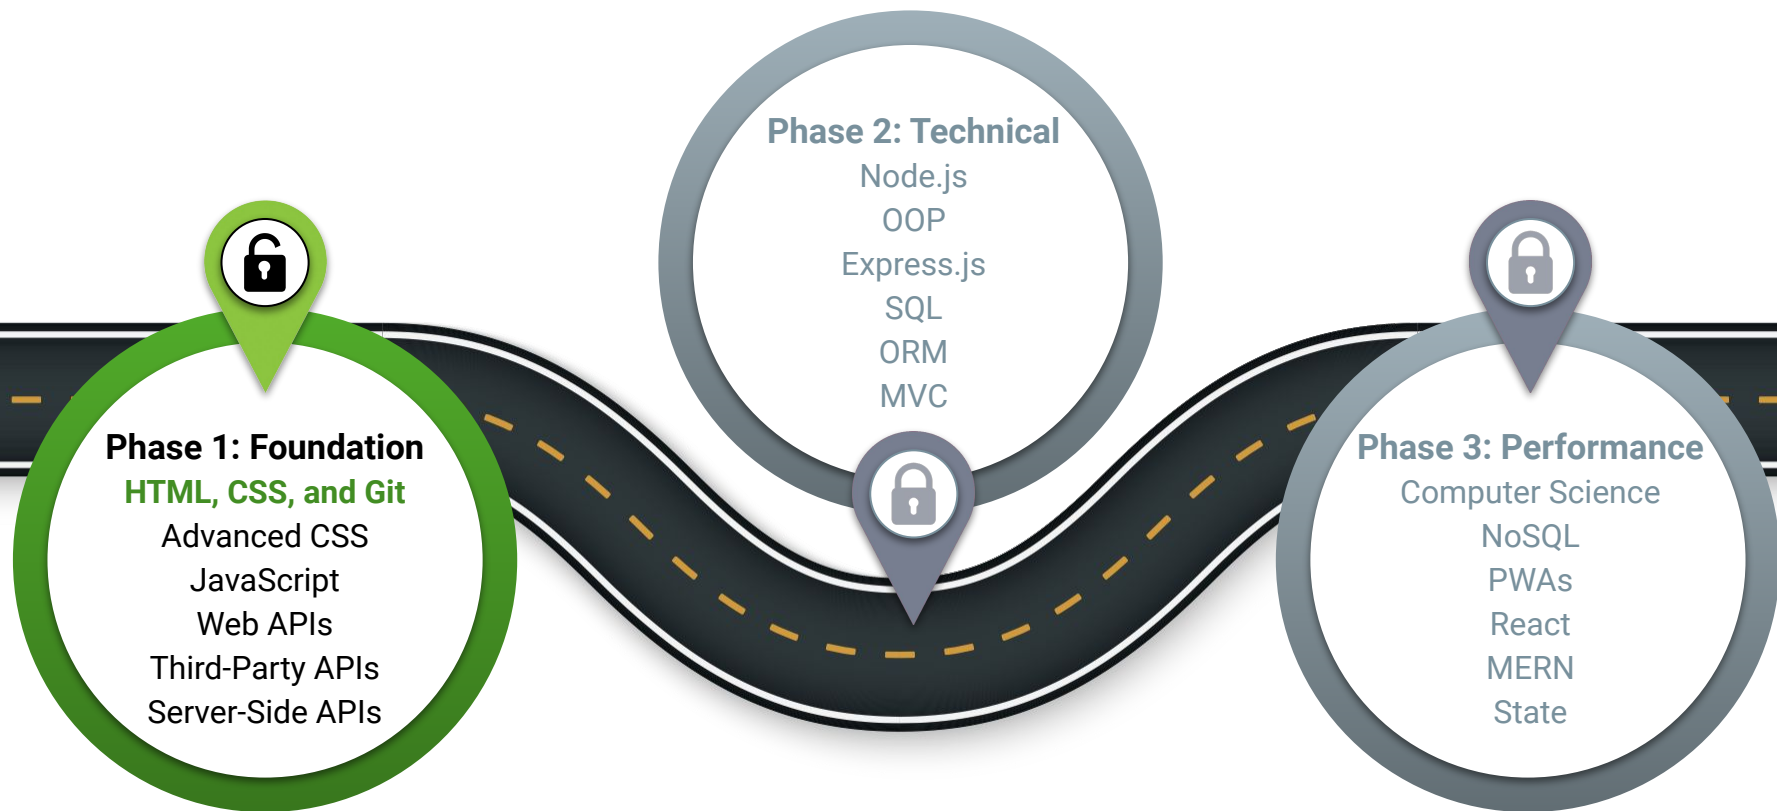 Phase 1: Foundation
HTML, CSS, and Git
Advanced CSS
JavaScript
Web APIs
Third-Party APIs
Server-Side APIs
Phase 2: Technical
Node.js
OOP
Express.js
SQL
ORM
MVC
Phase 3: Performance
Computer Science
NoSQL
PWAs
React
MERN
State